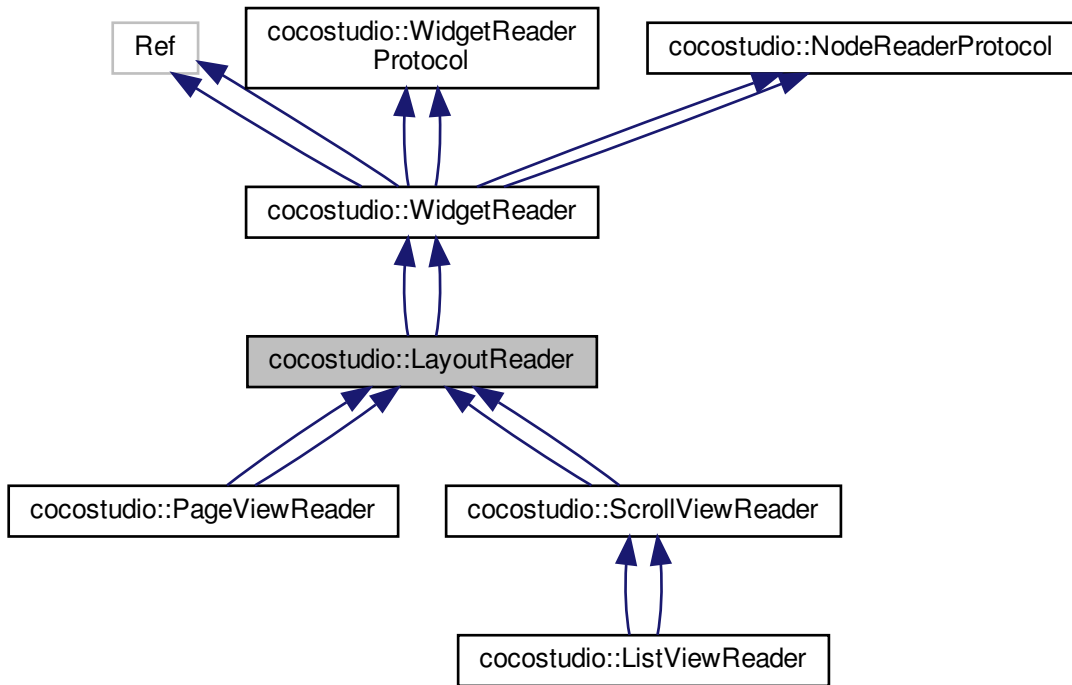 Ref
cocostudio::WidgetReader
Protocol
cocostudio::NodeReaderProtocol
cocostudio::WidgetReader
cocostudio::LayoutReader
cocostudio::PageViewReader
cocostudio::ScrollViewReader
cocostudio::ListViewReader